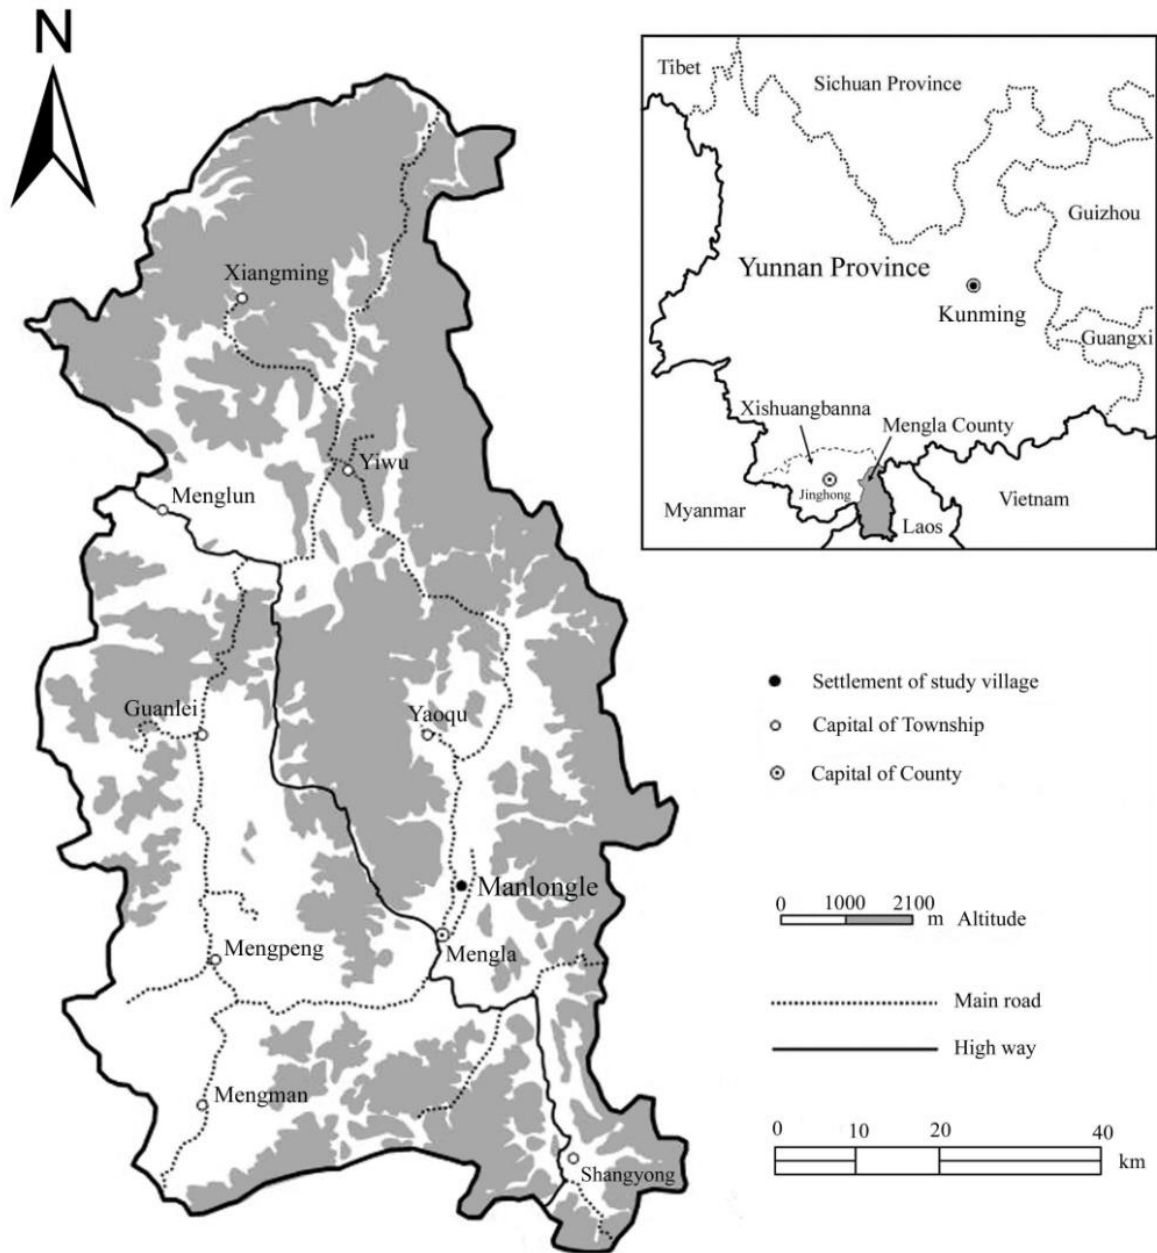 N
Xiangming
Yiwu
Menglun
Guanlei
Yaoqu
Manlongle
Mengpeng
Mengla
Mengman
Shangyong
Tibet
Sichuan Province
Guizhou
Yunnan Province
Kunming
Guangxi
Xishuangbanna
Mengla County
Jinghong
Myanmar
Laos
Vietnam
Settlement of study village
Capital of Township
Capital of County
0 1000 2100 m Altitude
Main road
High way
0 10 20 40 km